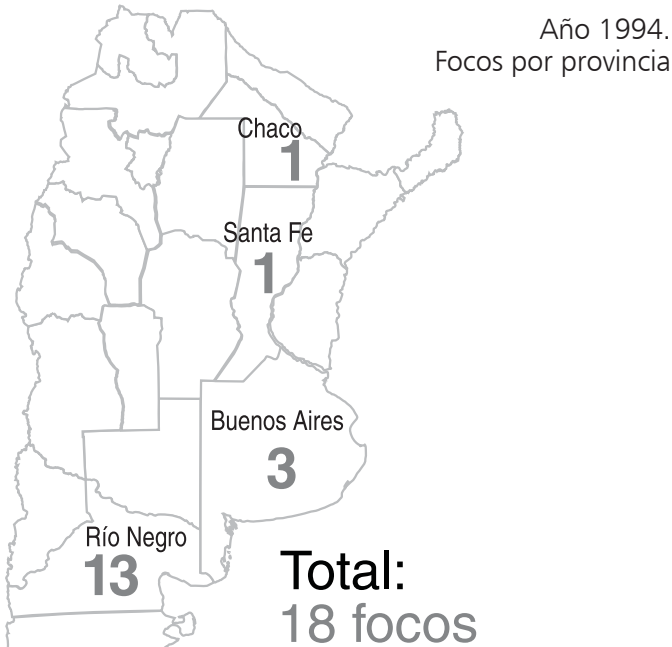 Año 1994.
Focos por provincia
Chaco
1
Santa Fe
1
Buenos Aires
3
Río Negro
13
Total:
18 focos